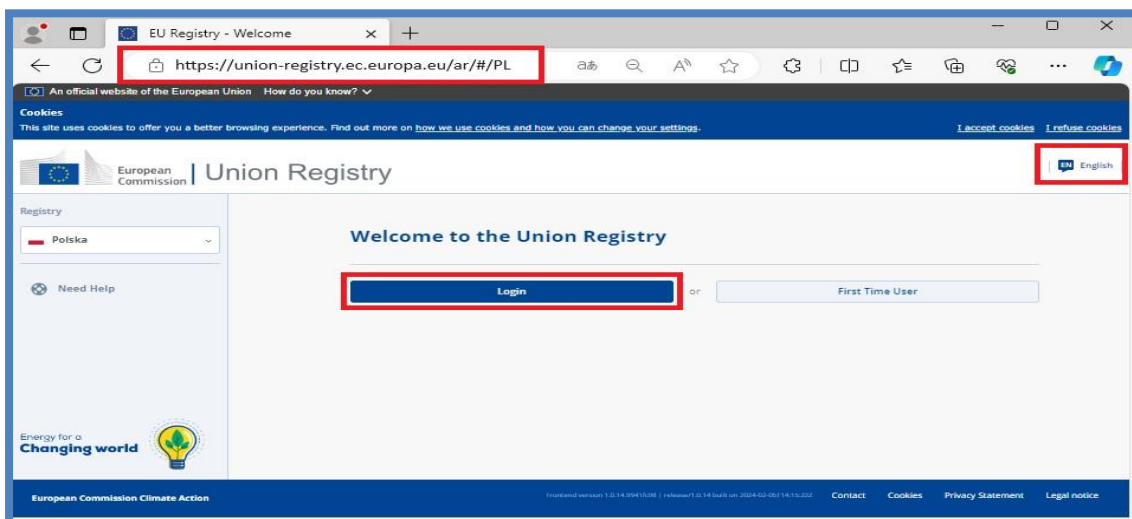 EU Registry - Welcome
https://union-registry.ec.europa.eu/ar/#/PL
An official website of the European Union How do you know?
Cookies
This site uses cookies to offer you a better browsing experience. Find out more on how we use cookies and how you can change your settings.
I accept cookies I refuse cookies
European Commission
Union Registry
EN English
Registry
Polska
Need Help
Welcome to the Union Registry
Login or First Time User
Energy for a
Changing world
European Commission Climate Action
Contact Cookies Privacy Statement Legal notice